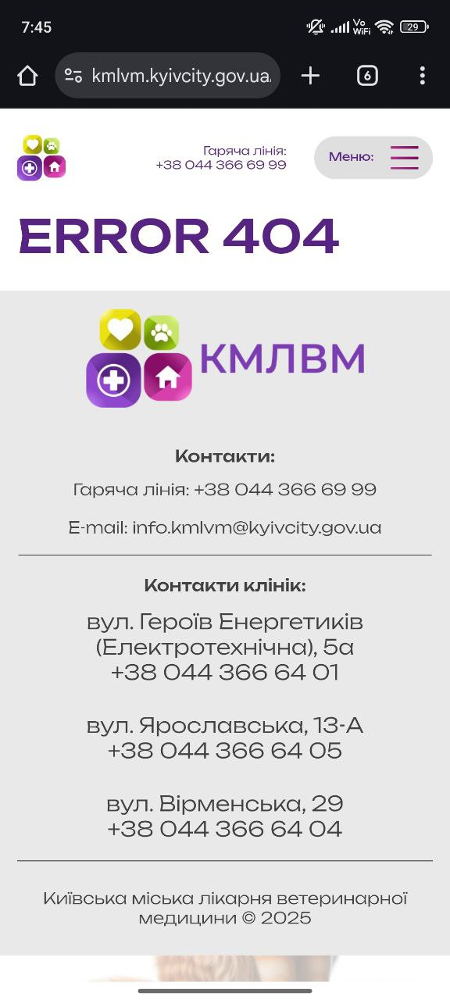 7:45
Vo
WiFi
29
kmlvm.kyivcity.gov.ua
6
Гаряча лінія:
+38 044 366 69 99
Меню:
ERROR 404
КМЛВМ
Контакти:
Гаряча лінія: +38 044 366 69 99
E-mail: info.kmlvm@kyivcity.gov.ua
Контакти клінік:
вул. Героїв Енергетиків
(Електротехнічна), 5а
+38 044 366 64 01
вул. Ярославська, 13-А
+38 044 366 64 05
вул. Вірменська, 29
+38 044 366 64 04
Київська міська лікарня ветеринарної
медицини © 2025